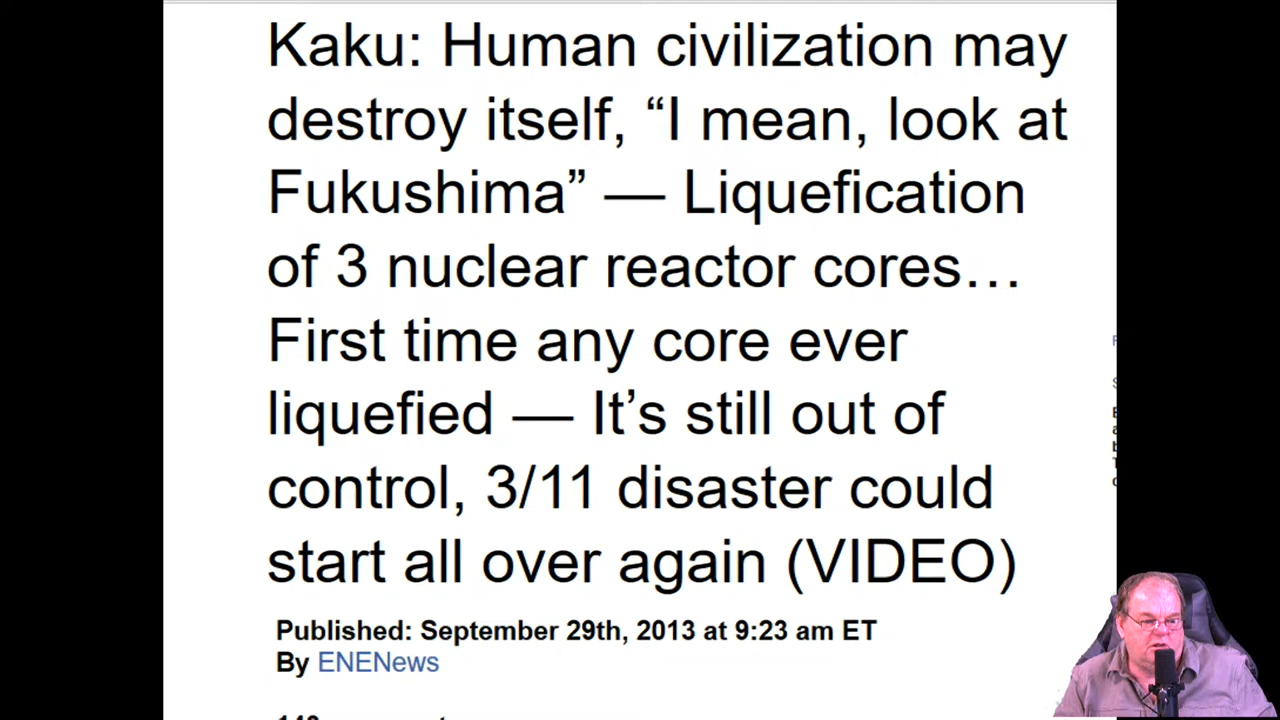 Kaku: Human civilization may
destroy itself, “I mean, look at
Fukushima” — Liquefication
of 3 nuclear reactor cores…
First time any core ever
liquefied — It’s still out of
control, 3/11 disaster could
start all over again (VIDEO)
Published: September 29th, 2013 at 9:23 am ET
By ENENews